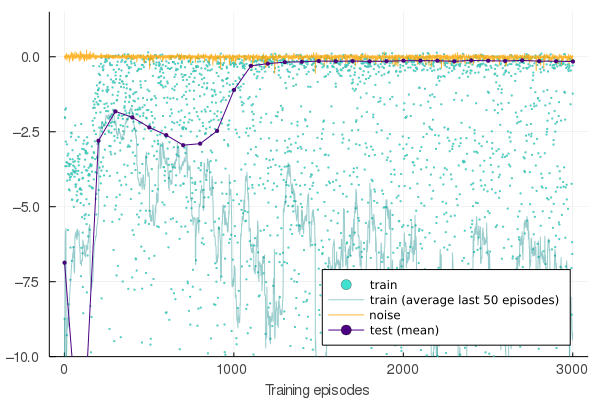 0.0
−2.5
−5.0
−7.5
−10.0
train
train (average last 50 episodes)
noise
test (mean)
0
1000
2000
3000
Training episodes